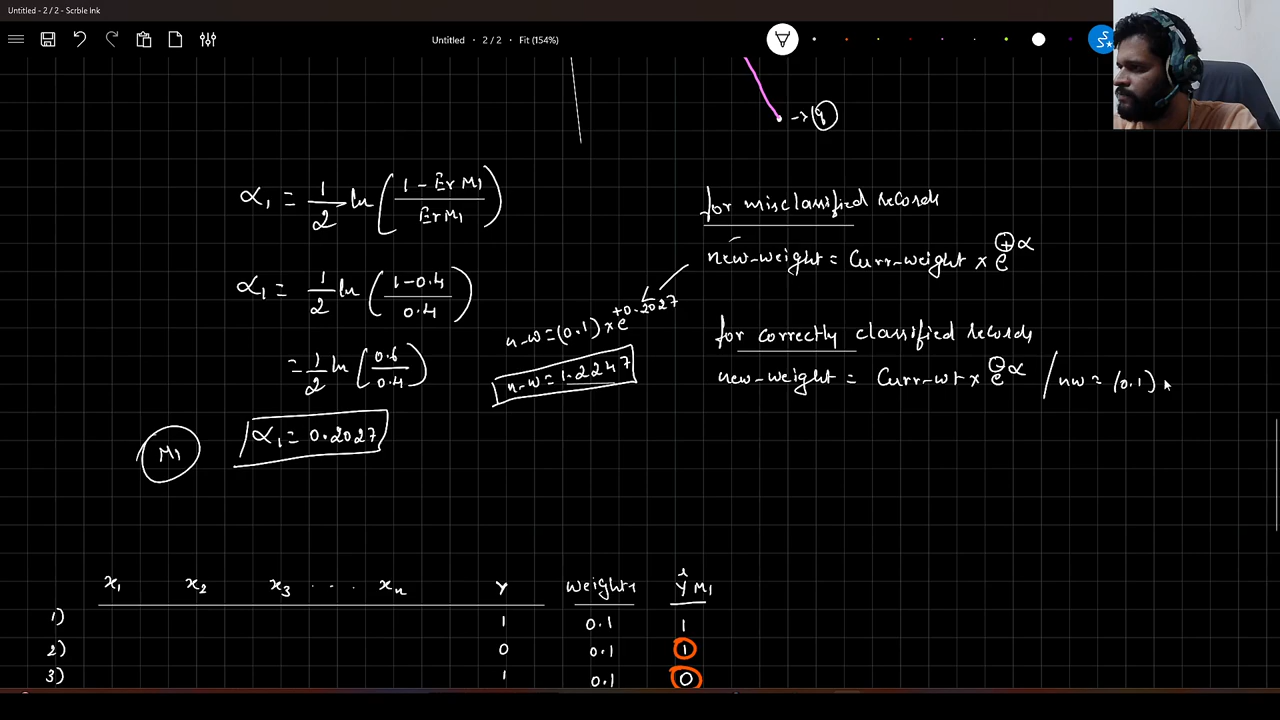 Untitled - 2 / 2 - Scrble Ink
Untitled • 2 / 2 • Fit (154%)
→ 9
α₁ = 1/2 ln (1 - Er M₁ / Er M₁)
α₁ = 1/2 ln (1-0.4 / 0.4)
= 1/2 ln [0.6 / 0.4]
M₁
α₁ = 0.2027
n-w = (0.1) × e^+0.2027
n-w = 1.2247
for misclassified records
new-weight = Curr-weight × e^+α
for correctly classified records
new-weight = Curr-wt × e^-α / nw = (0.1)
x₁ x₂ x₃ . . . xₙ Y weights ŷ M₁
1) 1 0.1 1
2) 0 0.1 1
3) 1 0.1 0